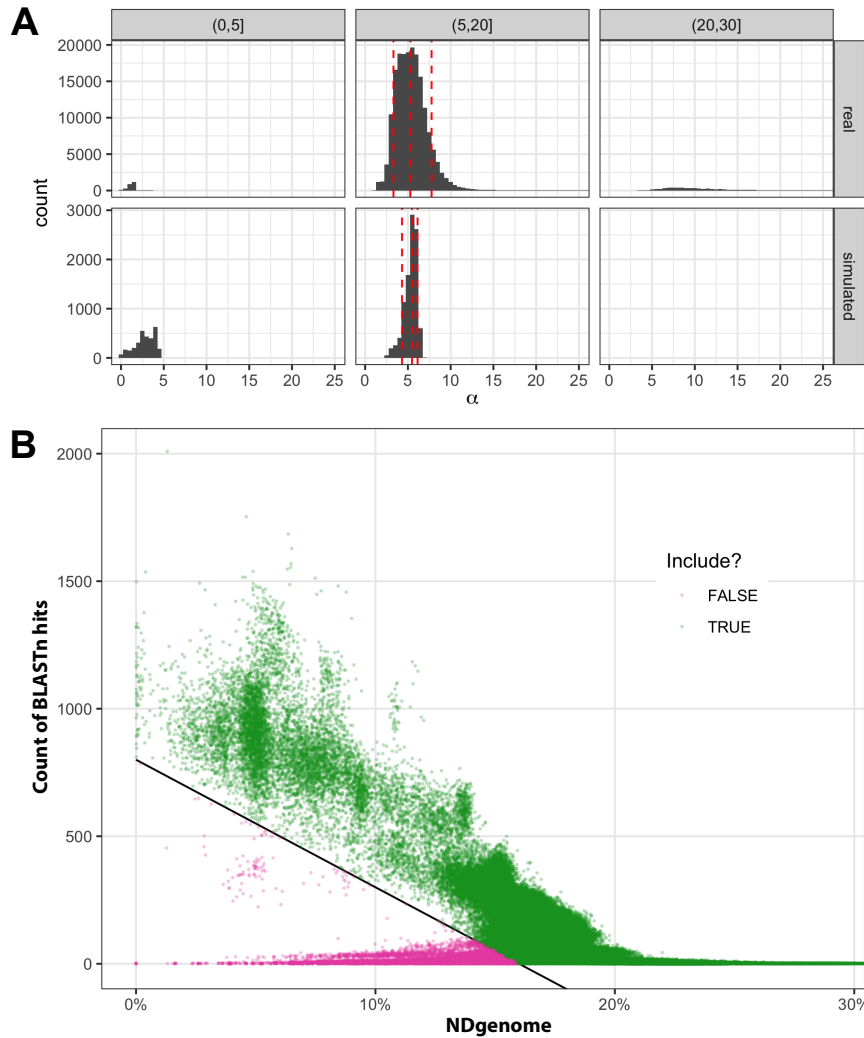 A
(0,5] (5,20] (20,30]
20000
15000
10000
5000
0
real
count
3000
2000
1000
0
simulated
0 5 10 15 20 25 0 5 10 15 20 25 0 5 10 15 20 25
α
B
2000
1500
1000
500
0
Count of BLASTn hits
Include?
FALSE
TRUE
0% 10% 20% 30%
NDgenome